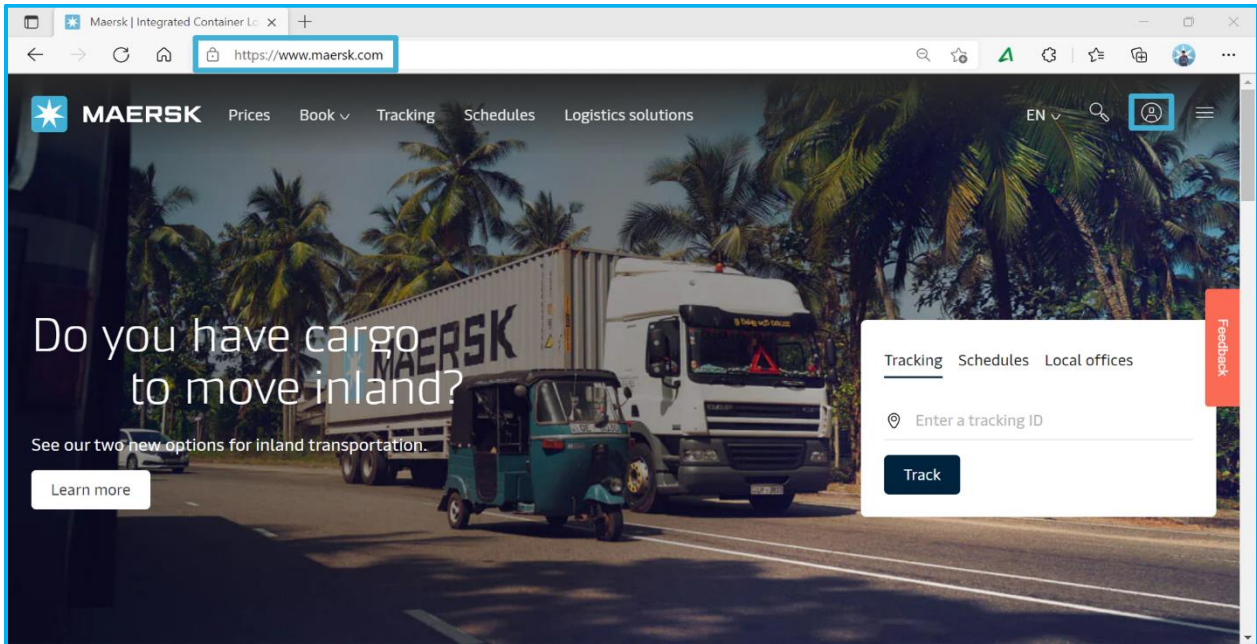 Maersk | Integrated Container Lo
https://www.maersk.com
MAERSK
Prices
Book
Tracking
Schedules
Logistics solutions
EN
Do you have cargo
to move inland?
See our two new options for inland transportation.
Learn more
MAERSK
Tracking
Schedules
Local offices
Enter a tracking ID
Track
Feedback